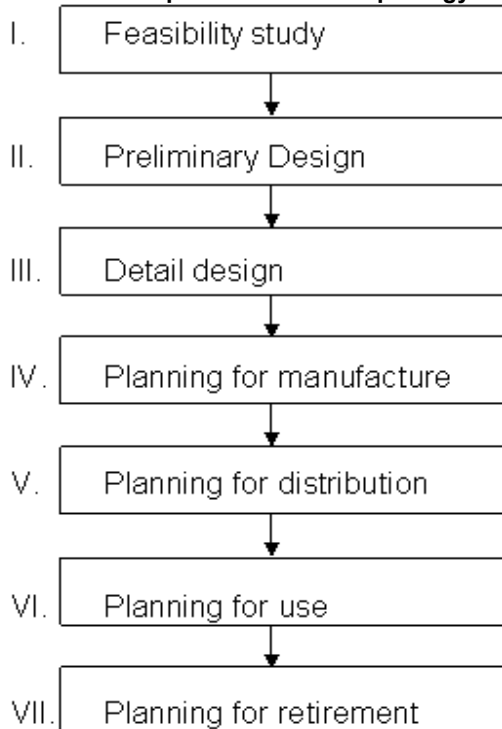 I. Feasibility study
II. Preliminary Design
III. Detail design
IV. Planning for manufacture
V. Planning for distribution
VI. Planning for use
VII. Planning for retirement